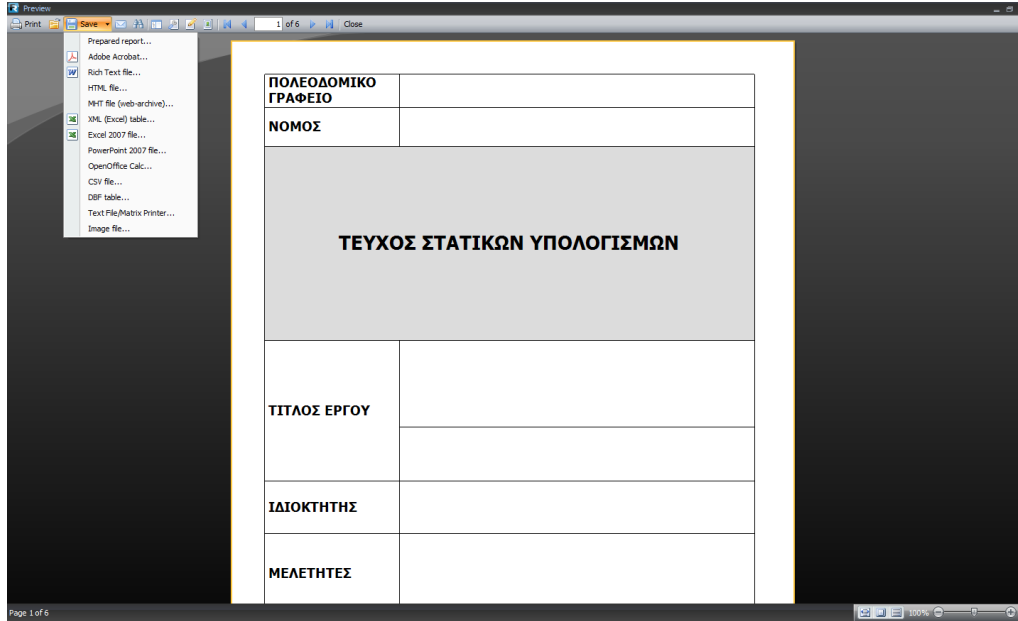 Preview
Print Save 1 of 6 Close
Prepared report...
Adobe Acrobat...
Rich Text file...
HTML file...
MHT file (web-archive)...
XML (Excel) table...
Excel 2007 file...
PowerPoint 2007 file...
OpenOffice Calc...
CSV file...
DBF table...
Text File/Matrix Printer...
Image file...
ΠΟΛΕΟΔΟΜΙΚΟ
ΓΡΑΦΕΙΟ
ΝΟΜΟΣ
ΤΕΥΧΟΣ ΣΤΑΤΙΚΩΝ ΥΠΟΛΟΓΙΣΜΩΝ
ΤΙΤΛΟΣ ΕΡΓΟΥ
ΙΔΙΟΚΤΗΤΗΣ
ΜΕΛΕΤΗΤΕΣ
Page 1 of 6
100%